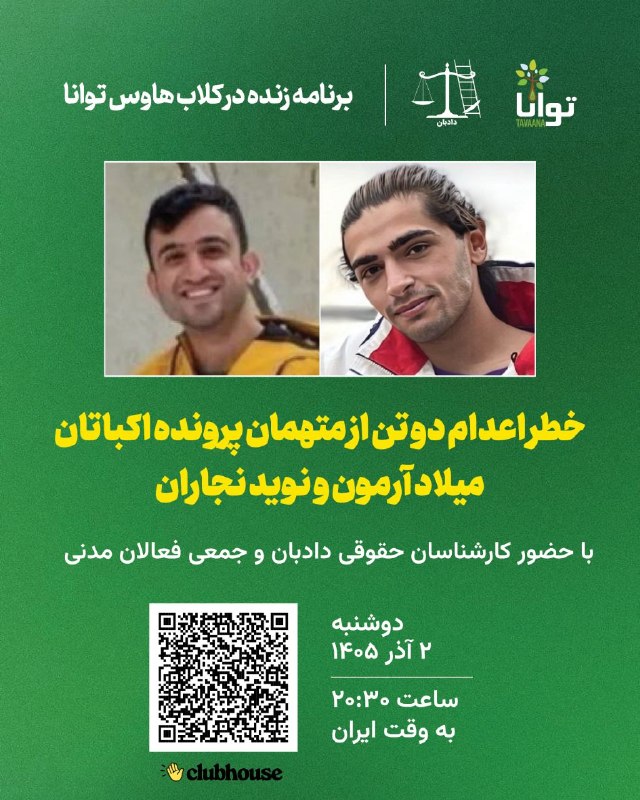 برنامه زنده در کلاب هاوس توانا
دادبان
توانا
TAVAANA
خطر اعدام دو تن از متهمان پرونده اکباتان
میلاد آرمون و نوید نجاران
با حضور کارشناسان حقوقی دادبان و جمعی فعالان مدنی
دوشنبه
۲ آذر ۱۴۰۵
ساعت ۲۰:۳۰
به وقت ایران
clubhouse